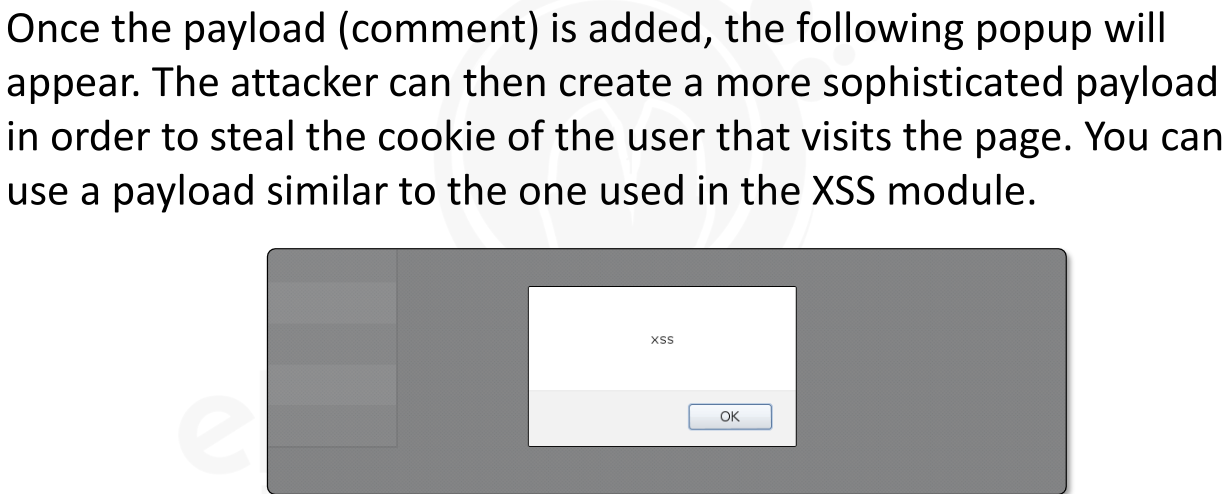 Once the payload (comment) is added, the following popup will
appear. The attacker can then create a more sophisticated payload
in order to steal the cookie of the user that visits the page. You can
use a payload similar to the one used in the XSS module.
xss
OK